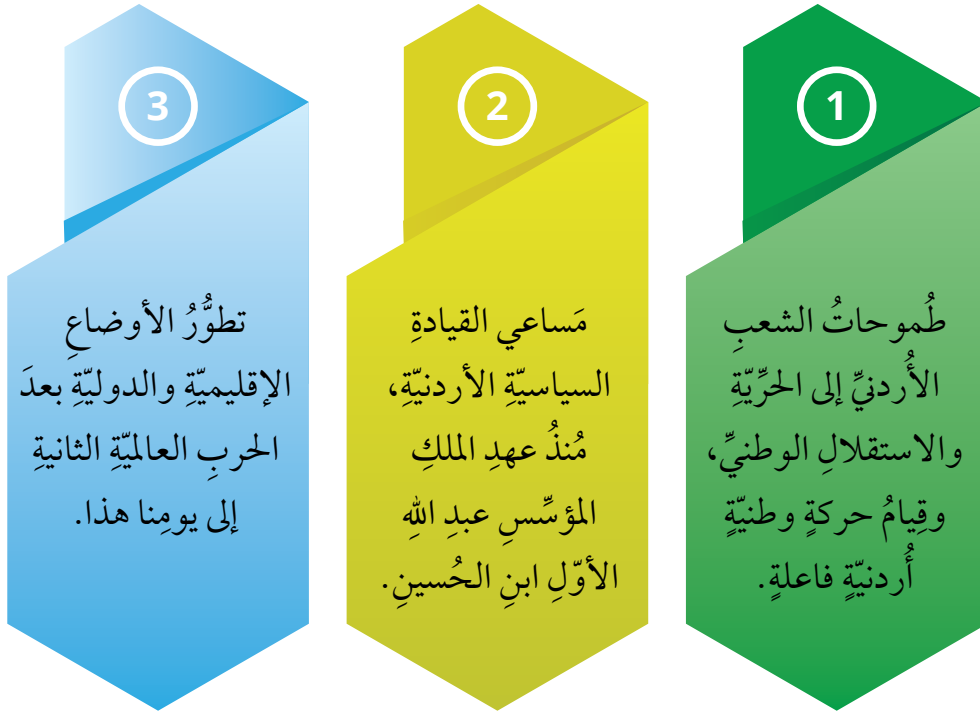 1
طُموحاتُ الشعبِ
الأُردنيِّ إلى الحرِّيّةِ
والاستقلالِ الوطنيِّ،
وقِيامُ حركةٍ وطنيّةٍ
أُردنيّةٍ فاعلةٍ.
2
مَساعي القيادةِ
السياسيّةِ الأردنيّةِ،
مُنذُ عهدِ الملكِ
المؤسِّسِ عبدِ اللهِ
الأوّلِ ابنِ الحُسينِ.
3
تطوُّرُ الأوضاعِ
الإقليميّةِ والدوليّةِ بعدَ
الحربِ العالميّةِ الثانيةِ
إلى يومِنا هذا.